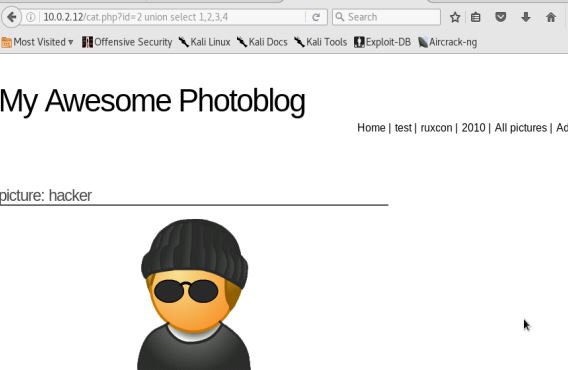 10.0.2.12/cat.php?id=2 union select 1,2,3,4
Search
Most Visited Offensive Security Kali Linux Kali Docs Kali Tools Exploit-DB Aircrack-ng
My Awesome Photoblog
Home | test | ruxcon | 2010 | All pictures |
picture: hacker